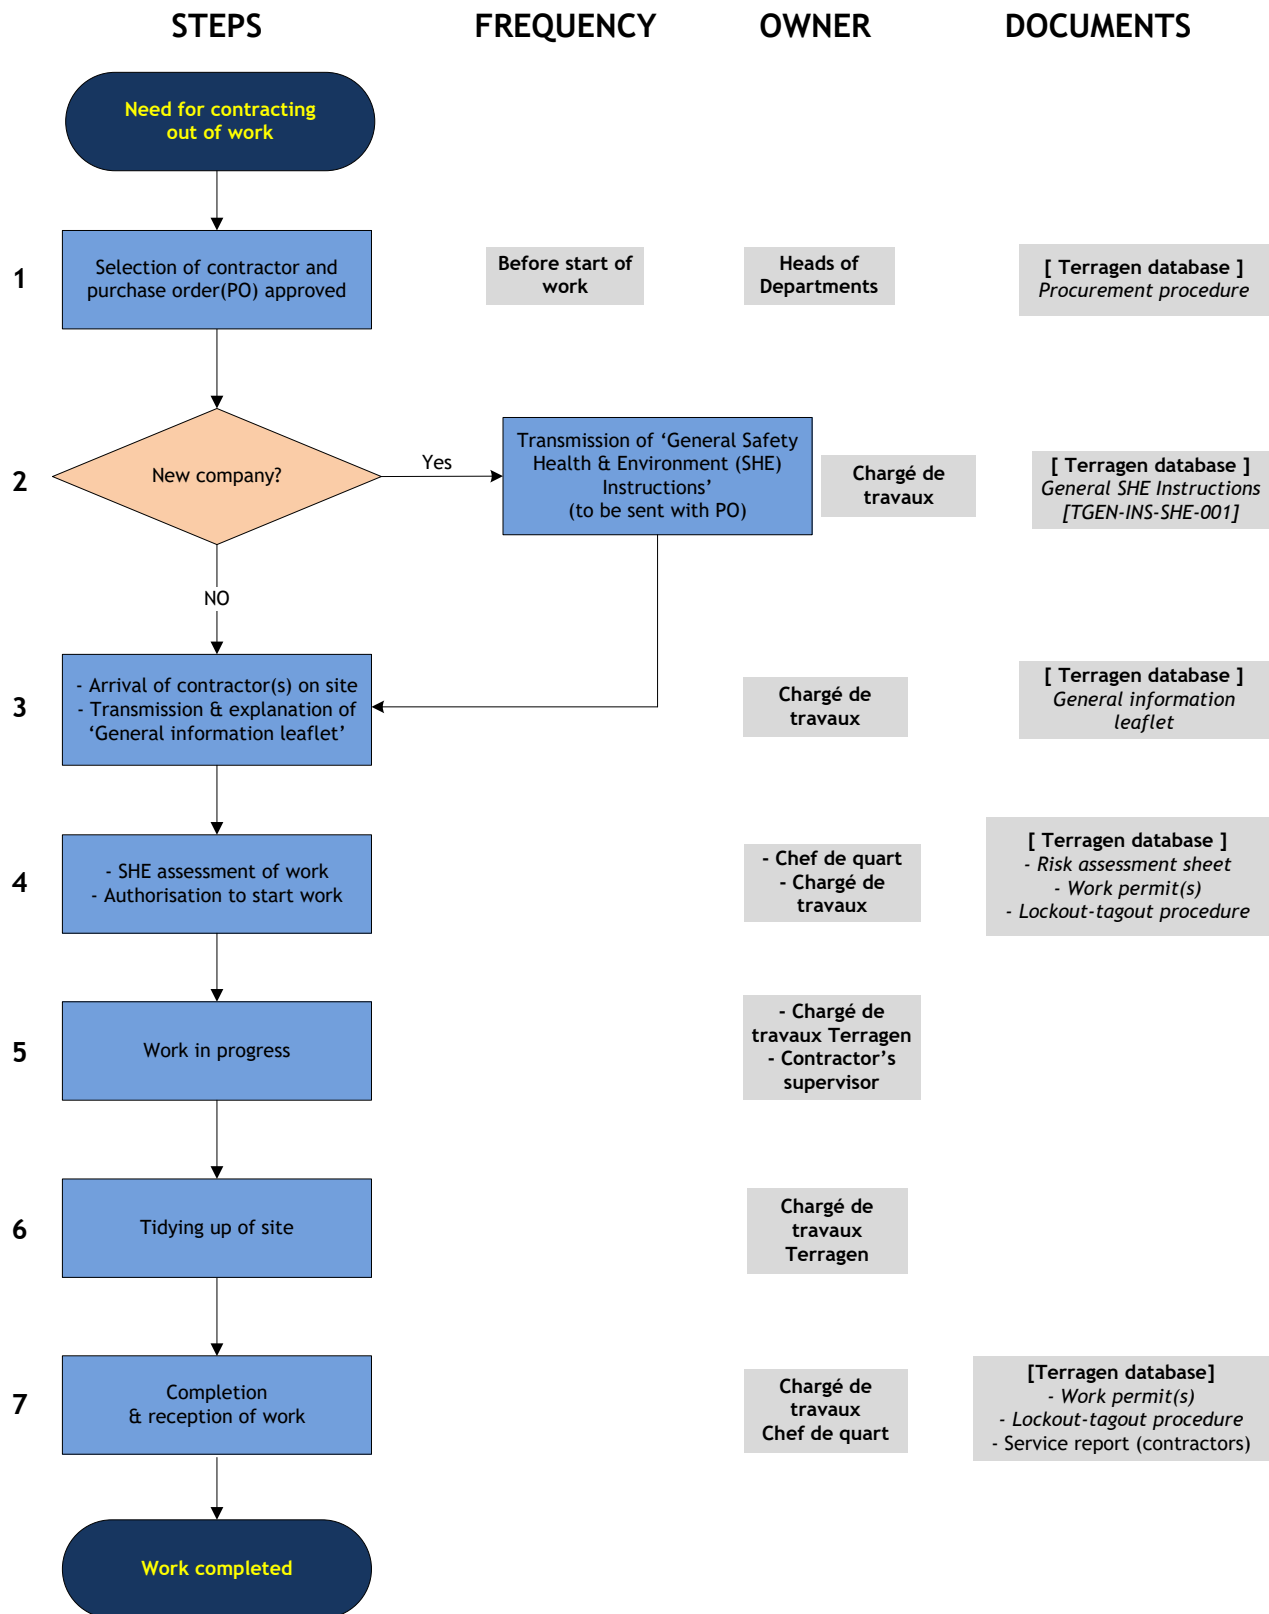 STEPS
FREQUENCY
OWNER
DOCUMENTS
Need for contracting
out of work
1
Selection of contractor and
purchase order(PO) approved
Before start of
work
Heads of
Departments
[ Terragen database ]
Procurement procedure
2
New company?
Yes
Transmission of ‘General Safety
Health & Environment (SHE)
Instructions’
(to be sent with PO)
Chargé de
travaux
[ Terragen database ]
General SHE Instructions
[TGEN-INS-SHE-001]
NO
3
- Arrival of contractor(s) on site
- Transmission & explanation of
‘General information leaflet’
Chargé de
travaux
[ Terragen database ]
General information
leaflet
4
- SHE assessment of work
- Authorisation to start work
- Chef de quart
- Chargé de
travaux
[ Terragen database ]
- Risk assessment sheet
- Work permit(s)
- Lockout-tagout procedure
5
Work in progress
- Chargé de
travaux Terragen
- Contractor’s
supervisor
6
Tidying up of site
Chargé de
travaux
Terragen
7
Completion
& reception of work
Chargé de
travaux
Chef de quart
[Terragen database]
- Work permit(s)
- Lockout-tagout procedure
- Service report (contractors)
Work completed